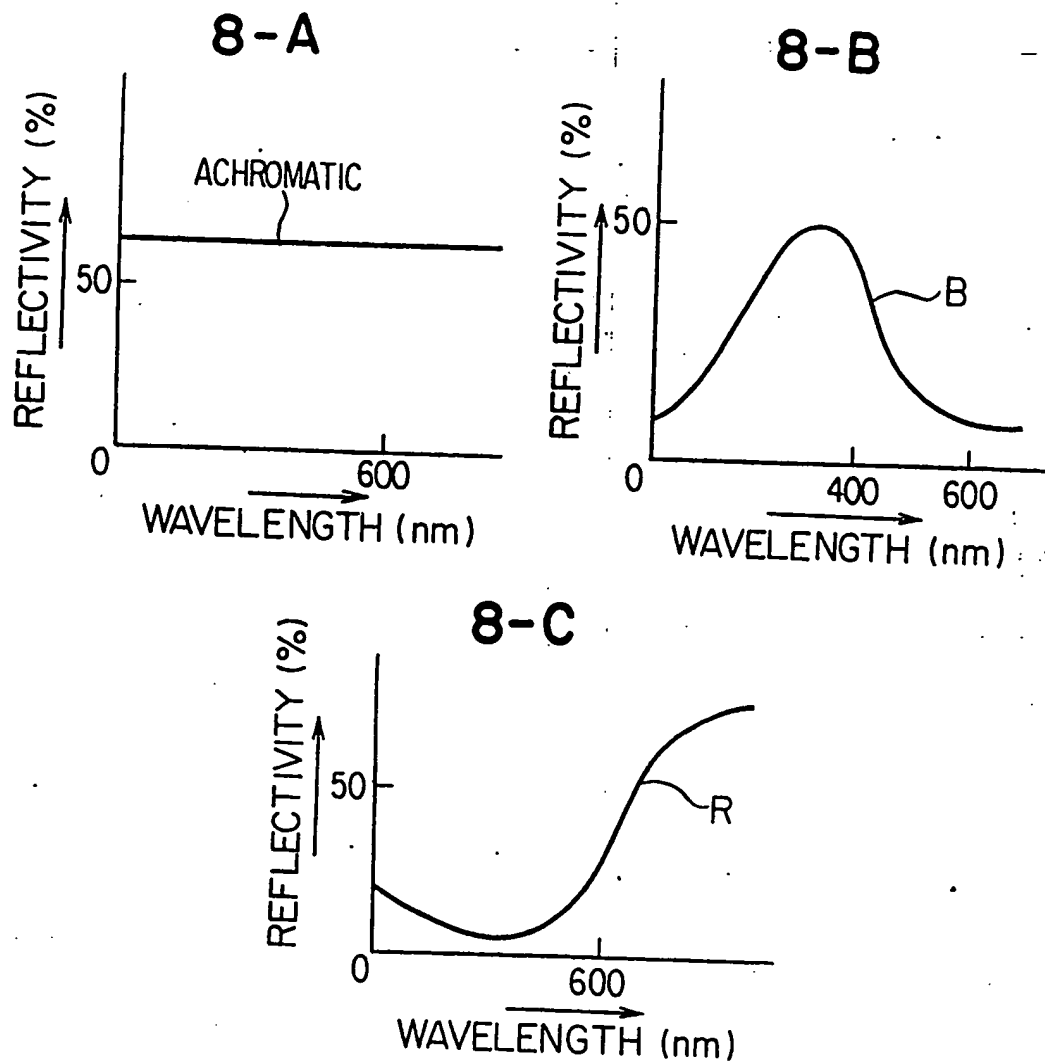 8-A
REFLECTIVITY (%)
ACHROMATIC
50
0
600
WAVELENGTH (nm)
8-B
REFLECTIVITY (%)
50
B
0
400
600
WAVELENGTH (nm)
8-C
REFLECTIVITY (%)
50
R
0
600
WAVELENGTH (nm)